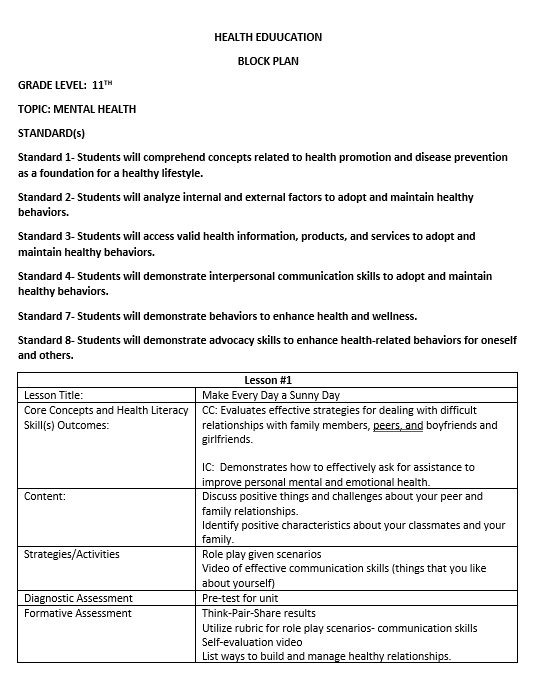 HEALTH EDUUCATION
BLOCK PLAN
GRADE LEVEL: 11TH
TOPIC: MENTAL HEALTH
STANDARD(s)
Standard 1- Students will comprehend concepts related to health promotion and disease prevention
as a foundation for a healthy lifestyle.
Standard 2- Students will analyze internal and external factors to adopt and maintain healthy
behaviors.
Standard 3- Students will access valid health information, products, and services to adopt and
maintain healthy behaviors.
Standard 4- Students will demonstrate interpersonal communication skills to adopt and maintain
healthy behaviors.
Standard 7- Students will demonstrate behaviors to enhance health and wellness.
Standard 8- Students will demonstrate advocacy skills to enhance health-related behaviors for oneself
and others.
Lesson #1
Lesson Title: Make Every Day a Sunny Day
Core Concepts and Health Literacy
Skill(s) Outcomes:
CC: Evaluates effective strategies for dealing with difficult
relationships with family members, peers, and boyfriends and
girlfriends.
IC: Demonstrates how to effectively ask for assistance to
improve personal mental and emotional health.
Content:
Discuss positive things and challenges about your peer and
family relationships.
Identify positive characteristics about your classmates and your
family.
Strategies/Activities
Role play given scenarios
Video of effective communication skills (things that you like
about yourself)
Diagnostic Assessment Pre-test for unit
Formative Assessment
Think-Pair-Share results
Utilize rubric for role play scenarios- communication skills
Self-evaluation video
List ways to build and manage healthy relationships.